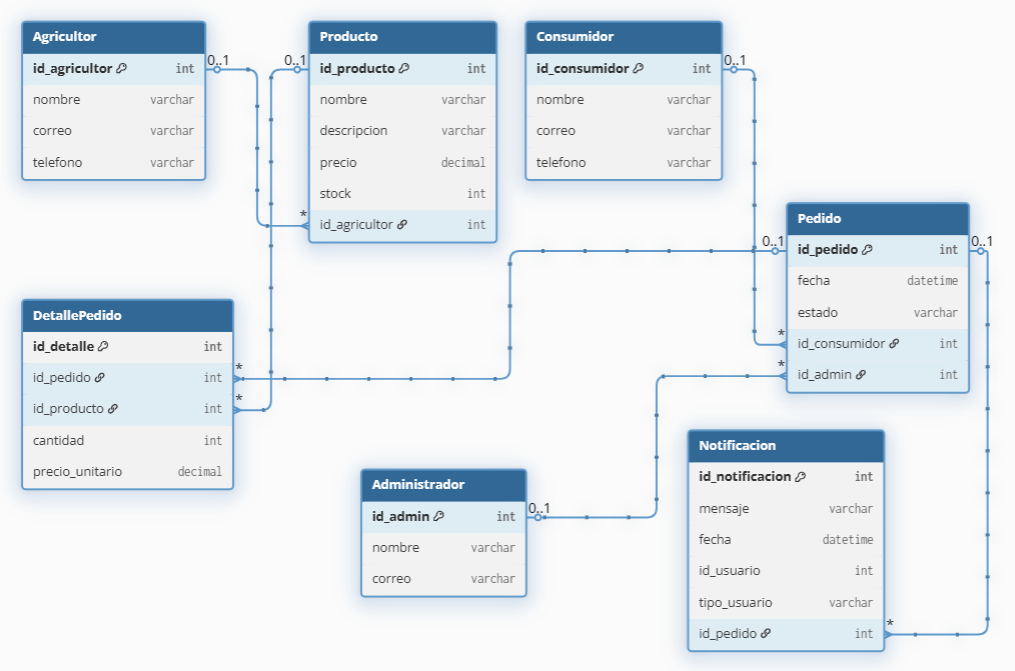 Agricultor
id_agricultor int
nombre varchar
correo varchar
telefono varchar
0..1
0..1
Producto
id_producto int
nombre varchar
descripcion varchar
precio decimal
stock int
id_agricultor int
*
Consumidor
id_consumidor int
nombre varchar
correo varchar
telefono varchar
0..1
Pedido
0..1
id_pedido int
0..1
fecha datetime
estado varchar
*
id_consumidor int
*
id_admin int
DetallePedido
id_detalle int
id_pedido int
*
id_producto int
*
cantidad int
precio_unitario decimal
Administrador
id_admin int
0..1
nombre varchar
correo varchar
Notificacion
id_notificacion int
mensaje varchar
fecha datetime
id_usuario int
tipo_usuario varchar
id_pedido int
*